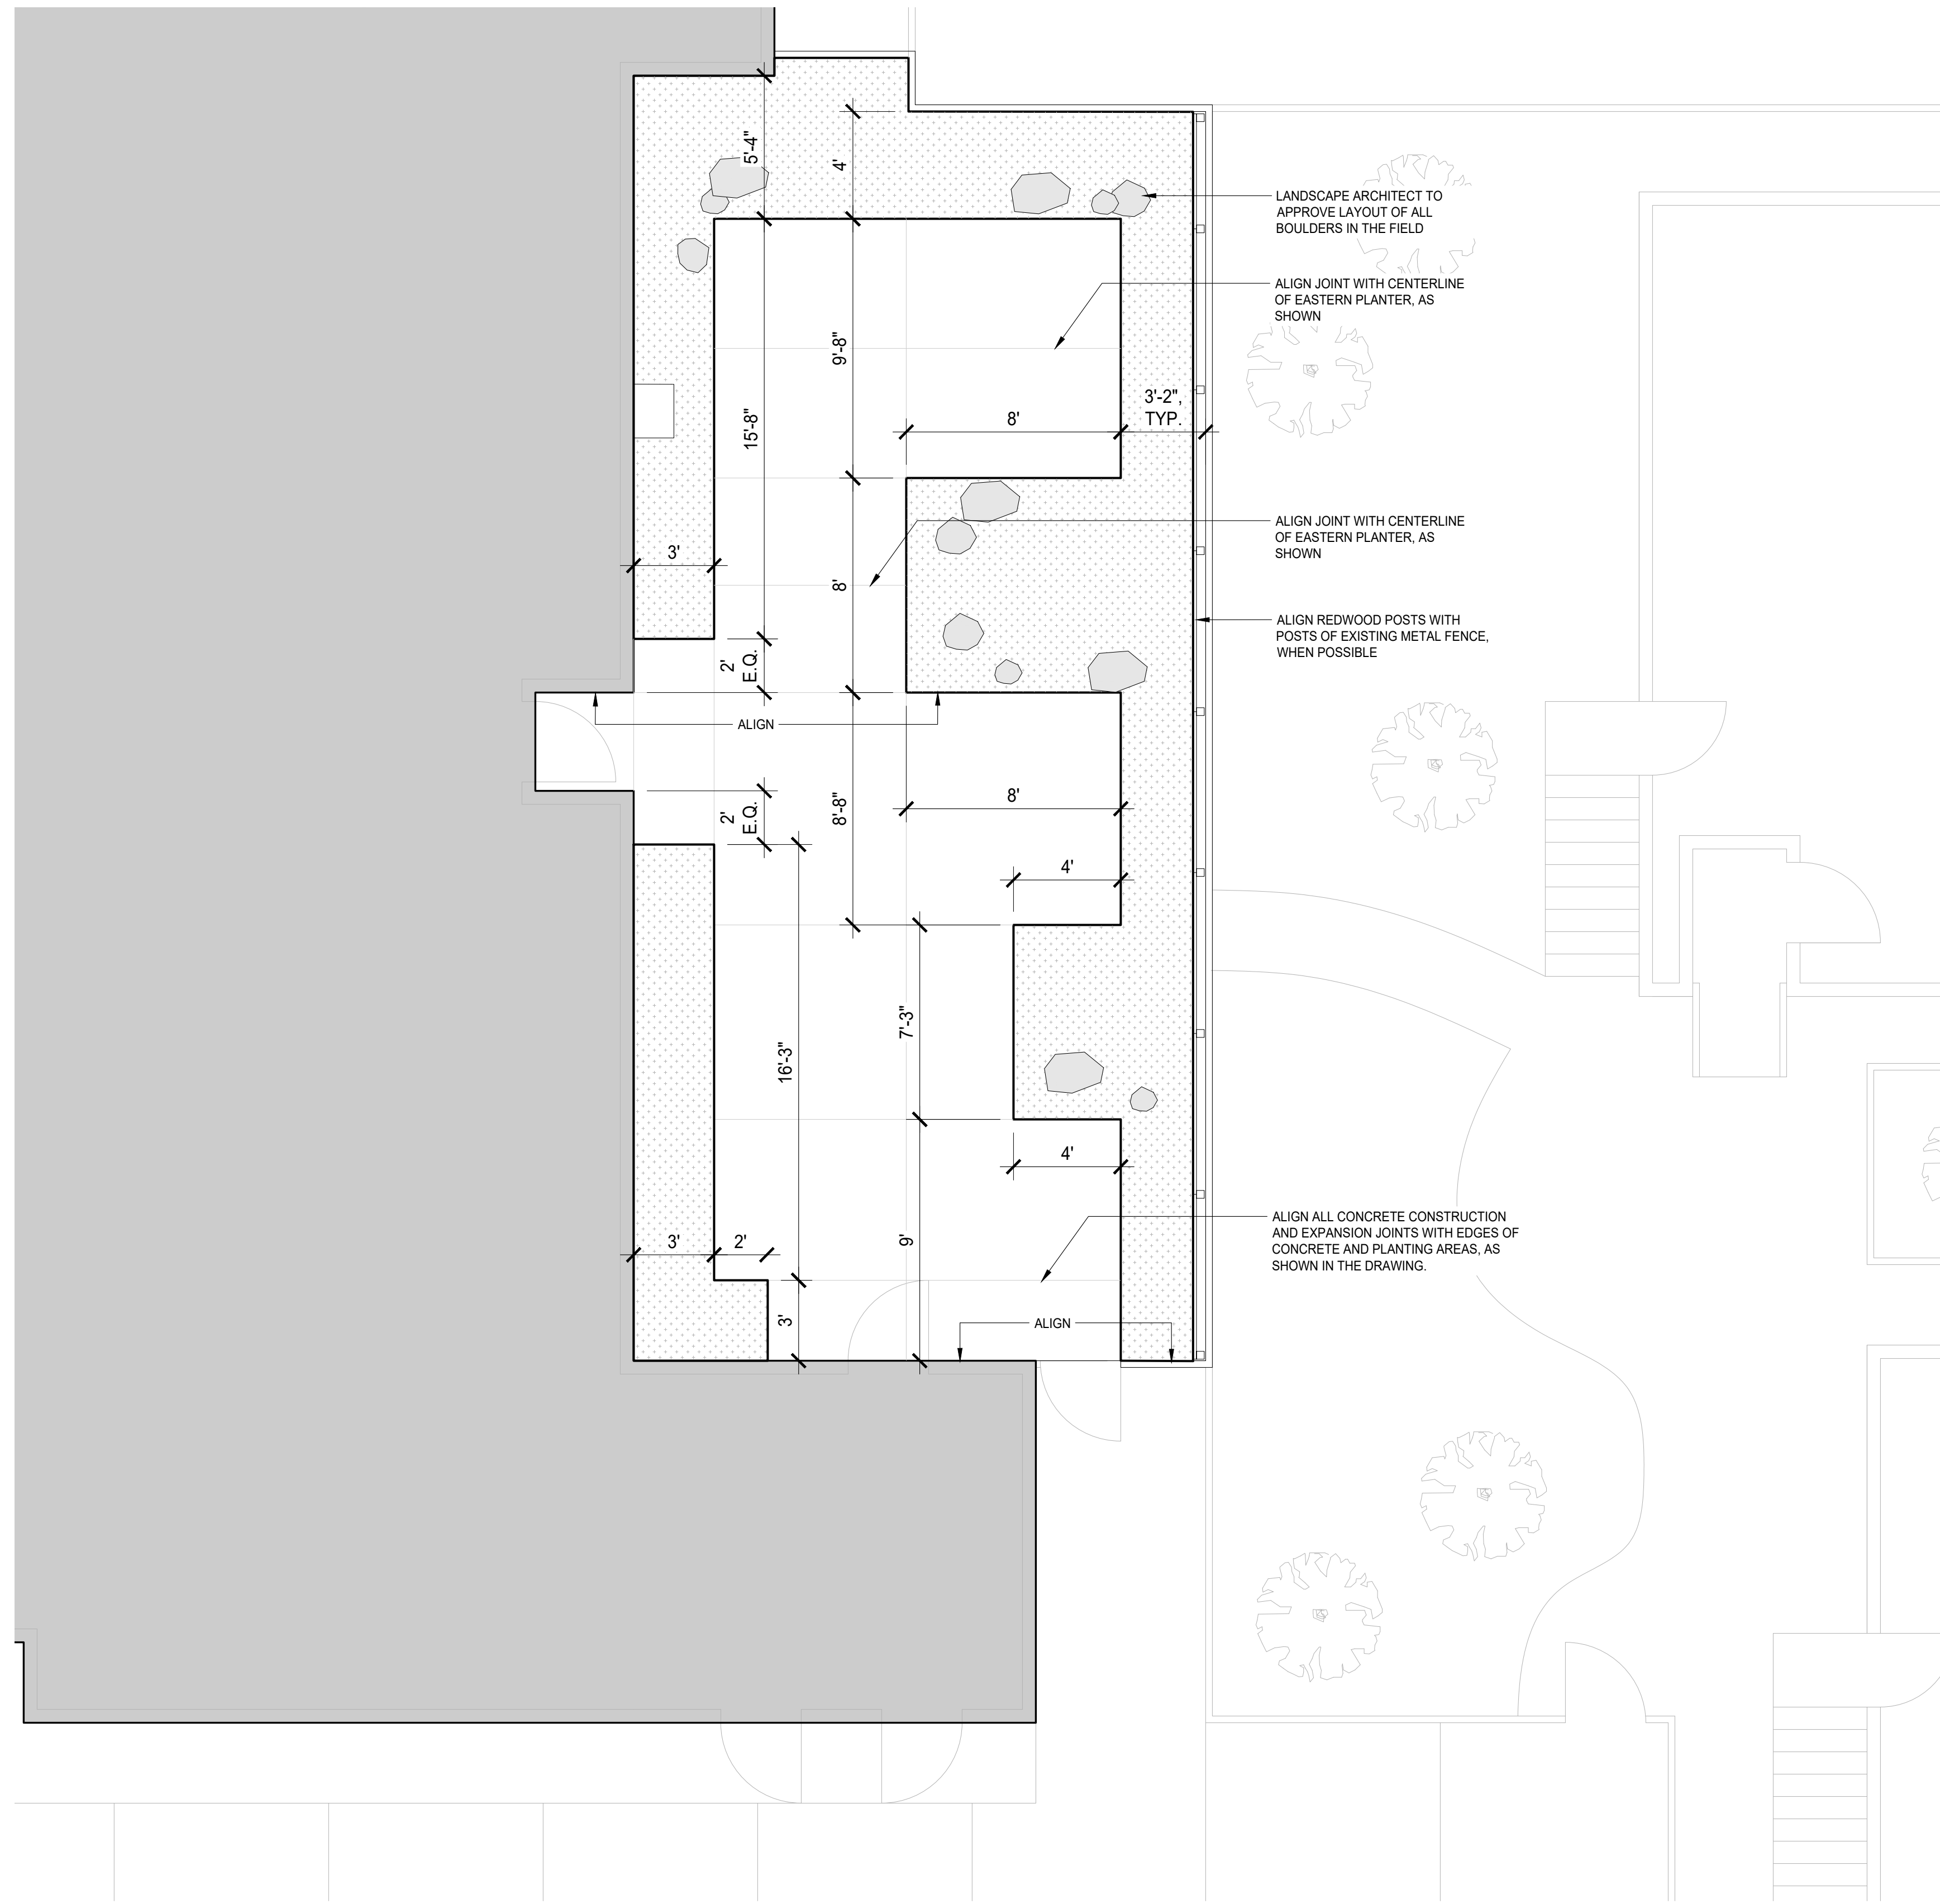 5'-4"
4'
LANDSCAPE ARCHITECT TO
APPROVE LAYOUT OF ALL
BOULDERS IN THE FIELD
ALIGN JOINT WITH CENTERLINE
OF EASTERN PLANTER, AS
SHOWN
9'-8"
15'-8"
8'
3'-2",
TYP.
3'
8'
ALIGN JOINT WITH CENTERLINE
OF EASTERN PLANTER, AS
SHOWN
ALIGN REDWOOD POSTS WITH
POSTS OF EXISTING METAL FENCE,
WHEN POSSIBLE
2'
E.Q.
ALIGN
2'
E.Q.
8'-8"
8'
4'
7'-3"
16'-3"
4'
3'
2'
9'
3'
ALIGN ALL CONCRETE CONSTRUCTION
AND EXPANSION JOINTS WITH EDGES OF
CONCRETE AND PLANTING AREAS, AS
SHOWN IN THE DRAWING.
ALIGN